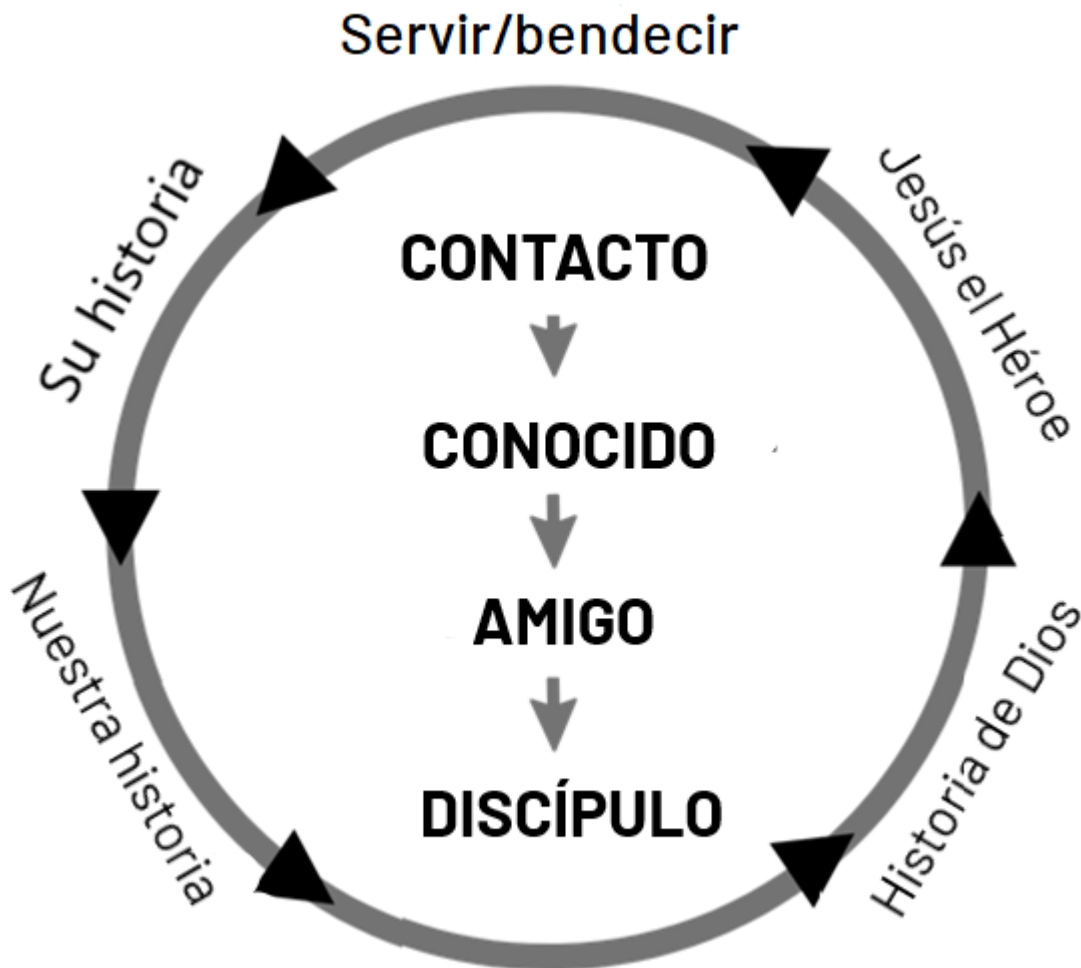 Servir/bendecir
Su historia
Nuestra historia
Historia de Dios
Jesús el Héroe
CONTACTO
CONOCIDO
AMIGO
DISCÍPULO